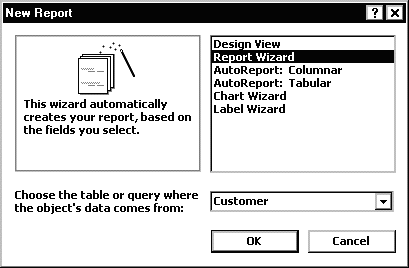 New Report
Design View
Report Wizard
AutoReport: Columnar
AutoReport: Tabular
Chart Wizard
Label Wizard
This wizard automatically
creates your report, based on
the fields you select.
Choose the table or query where
the object's data comes from:
Customer
OK
Cancel